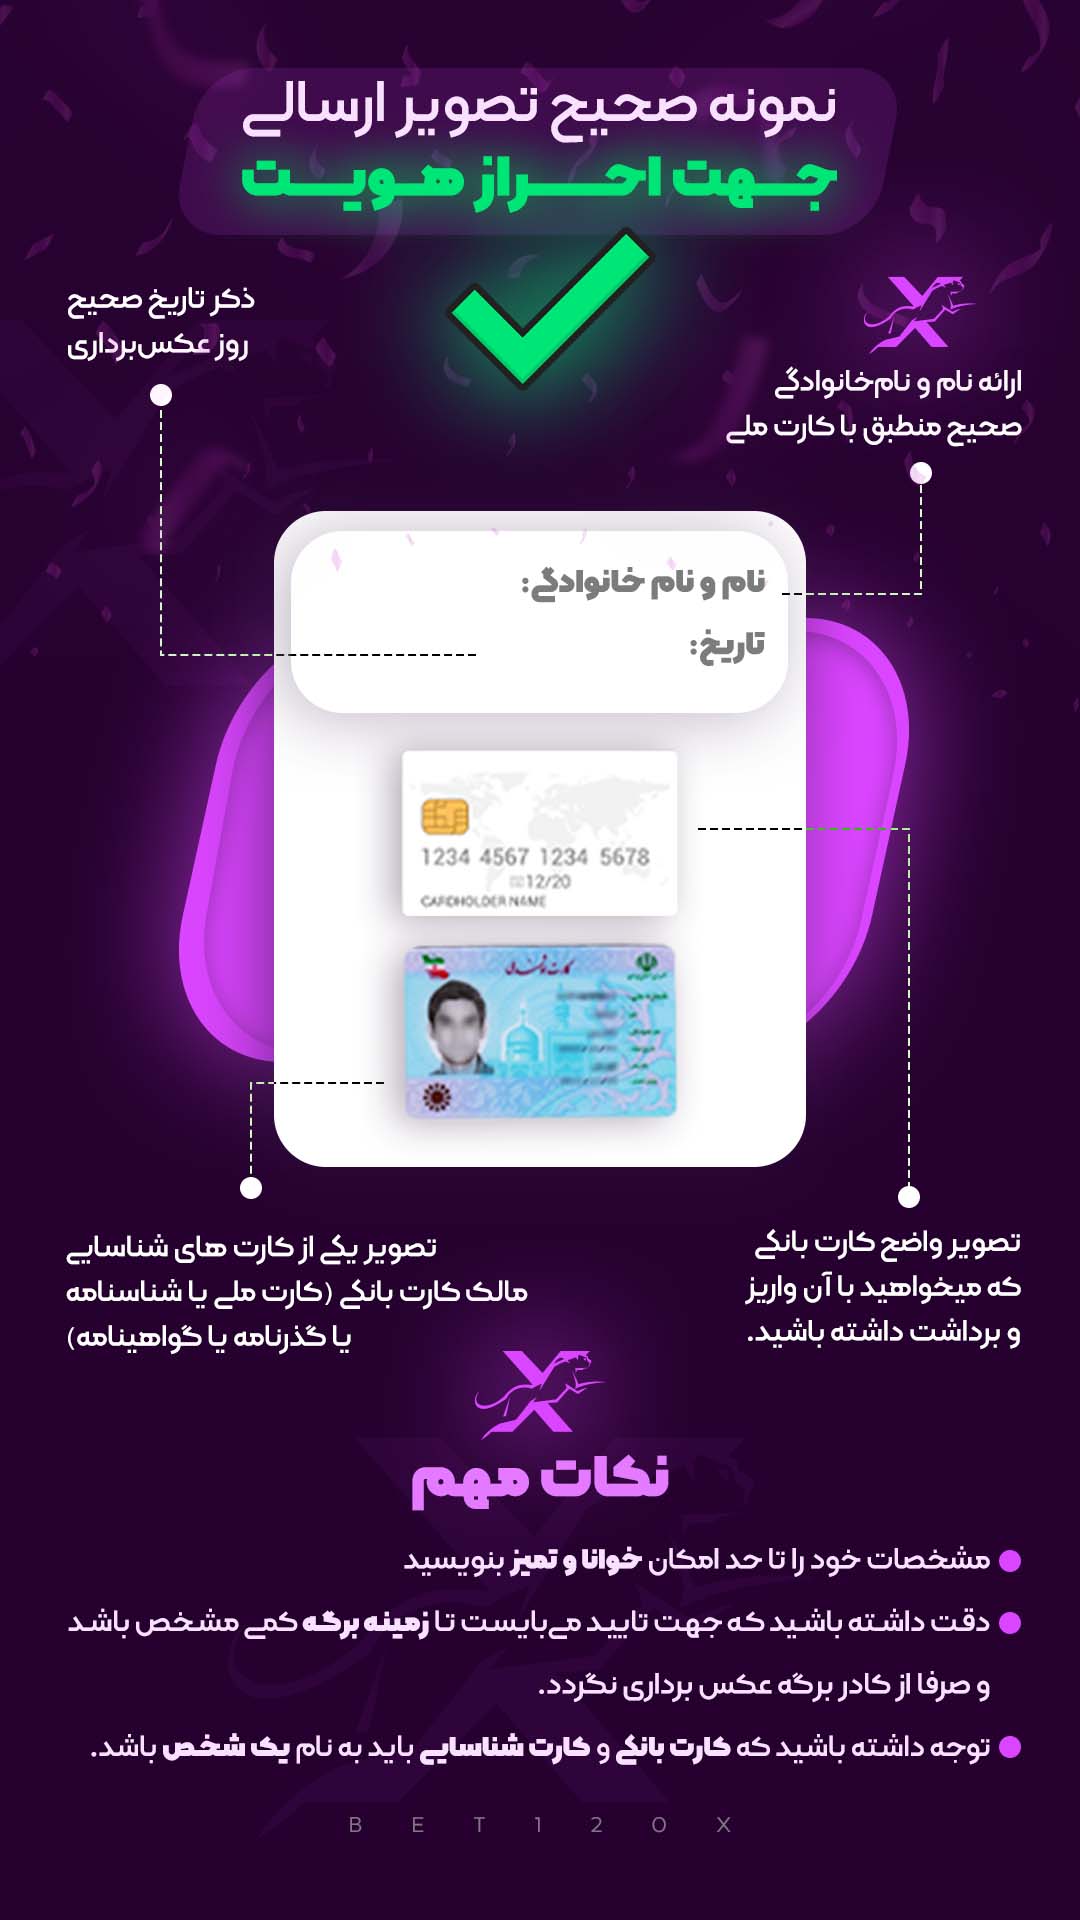 نمونه صحیح تصویر ارسالی
جهت احراز هویت
ذکر تاریخ صحیح
روز عکس‌برداری
ارائه نام و نام‌خانوادگی
صحیح منطبق با کارت ملی
نام و نام خانوادگی:
تاریخ:
1234 4567 1234 5678
12/20
CARDHOLDER NAME
کارت شناسایی ملی
تصویر واضح کارت بانکی
که میخواهید با آن واریز
و برداشت داشته باشید.
تصویر یکی از کارت های شناسایی
مالک کارت بانکی (کارت ملی یا شناسنامه
یا گذرنامه یا گواهینامه)
نکات مهم
مشخصات خود را تا حد امکان خوانا و تمیز بنویسید
دقت داشته باشید که جهت تایید می‌بایست تا زمینه برگه کمی مشخص باشد
و صرفا از کادر برگه عکس برداری نگردد.
توجه داشته باشید که کارت بانکی و کارت شناسایی باید به نام یک شخص باشد.
BET120X